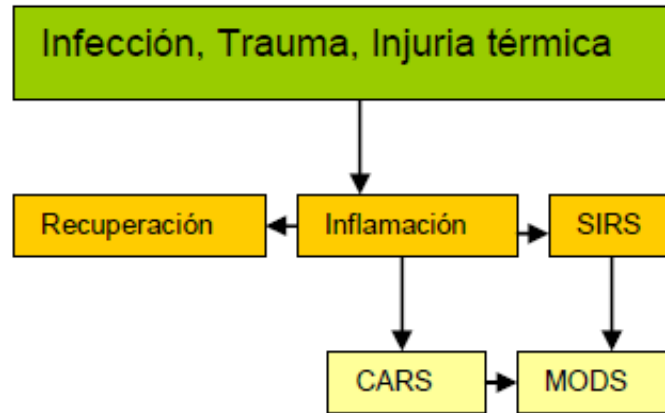 Infección, Trauma, Injuria térmica
Recuperación
Inflamación
SIRS
CARS
MODS